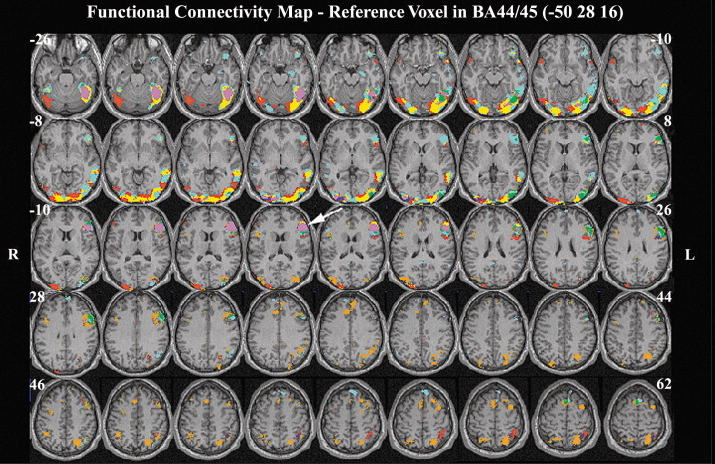 Functional Connectivity Map - Reference Voxel in BA44/45 (-50 28 16)
-26 -10
-8 8
-10 26
R L
28 44
46 62